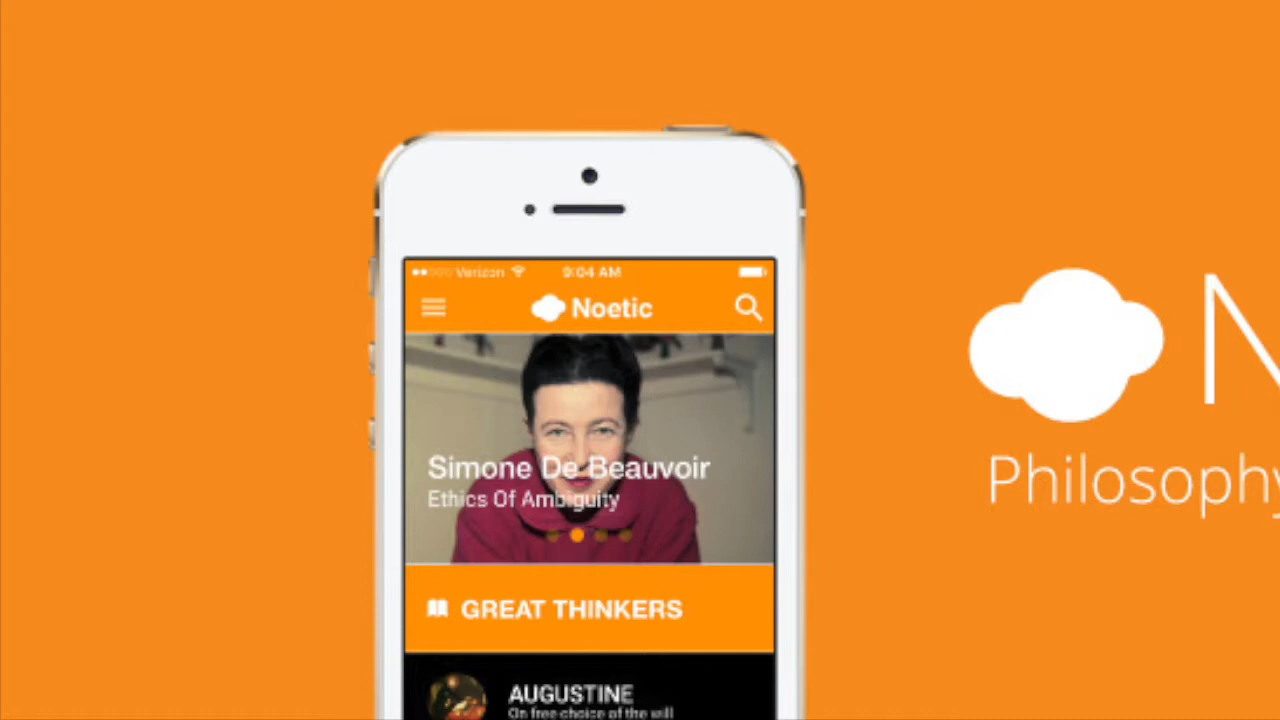 Verizon 9:04 AM
Noetic
Simone De Beauvoir
Ethics Of Ambiguity
GREAT THINKERS
AUGUSTINE
On free choice of the will
N
Philosophy